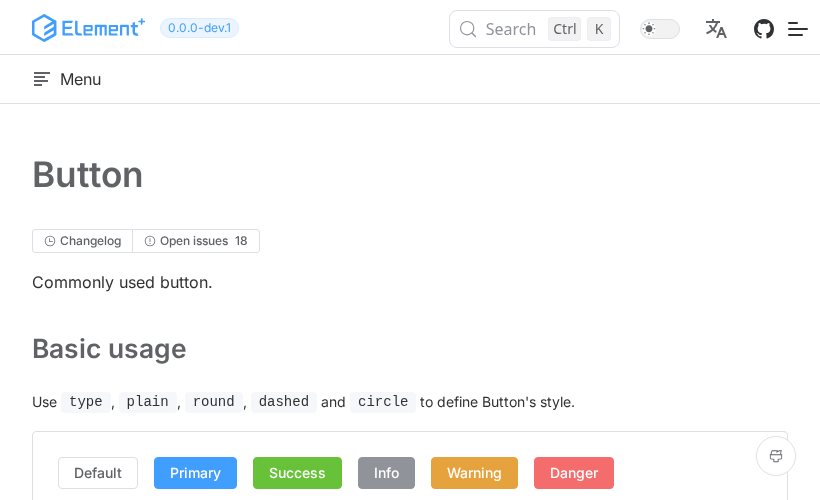 Element+ 0.0.0-dev.1 Search Ctrl K
Menu
Button
Changelog Open issues 18
Commonly used button.
Basic usage
Use type, plain, round, dashed and circle to define Button's style.
Default Primary Success Info Warning Danger